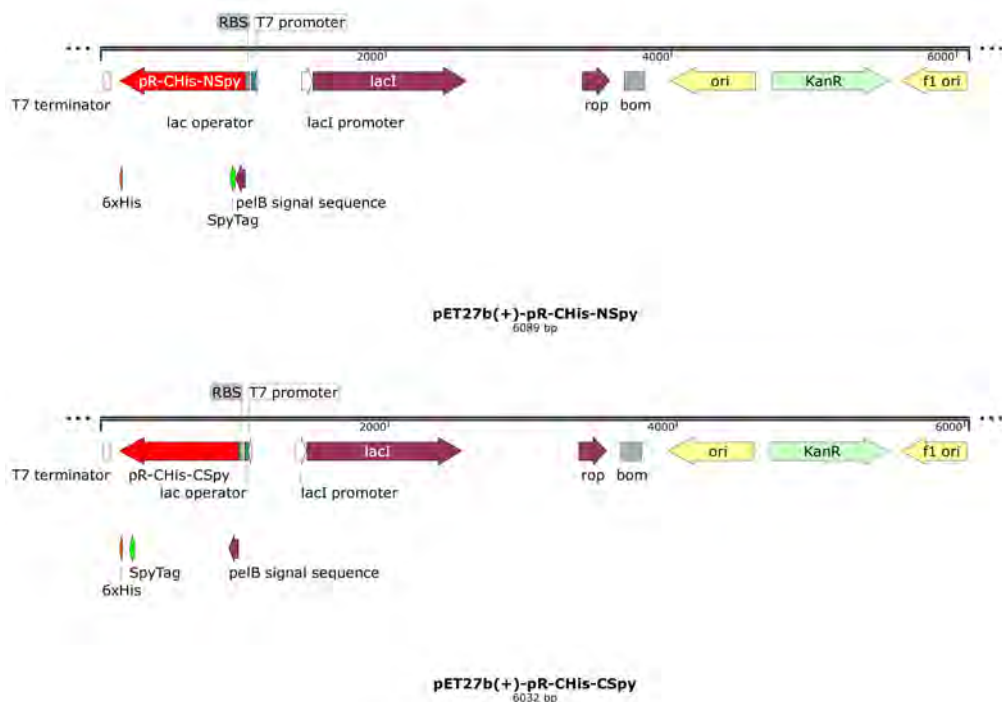 RBS T7 promoter
2000 4000 6000
pR-CHis-NSpy lacI ori KanR f1 ori
T7 terminator rop bom
lac operator lacI promoter
6xHis pelB signal sequence
SpyTag
pET27b(+)-pR-CHis-NSpy
6089 bp
RBS T7 promoter
2000 4000 6000
lacI ori KanR f1 ori
T7 terminator pR-CHis-CSpy rop bom
lac operator lacI promoter
SpyTag pelB signal sequence
6xHis
pET27b(+)-pR-CHis-CSpy
6032 bp